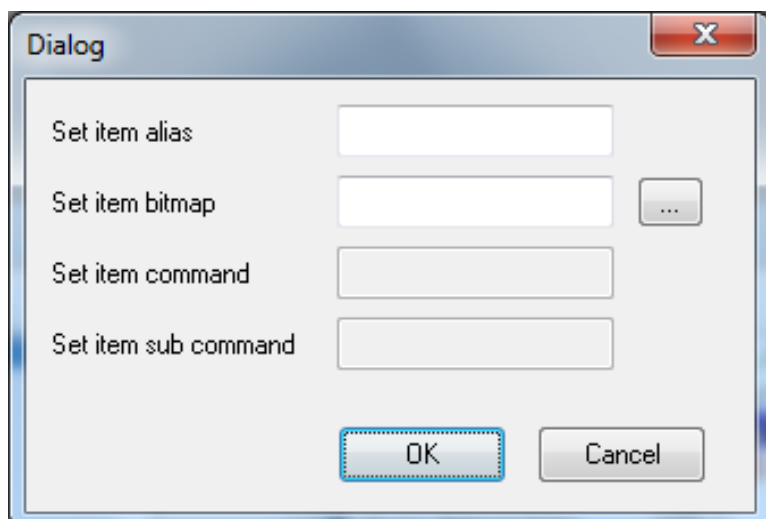 Dialog
Set item alias
Set item bitmap ...
Set item command
Set item sub command
OK Cancel